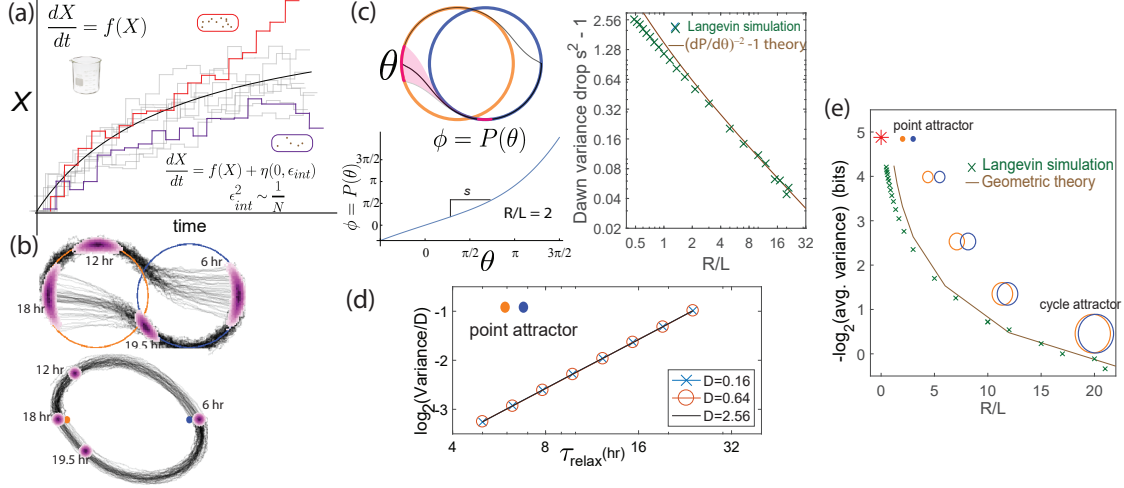 (a)
dX/dt = f(X)
X
dX/dt = f(X) + η(0, ϵ_int)
ϵ²_int ∼ 1/N
time
(b)
12 hr
6 hr
18 hr
19.5 hr
12 hr
18 hr
6 hr
19.5 hr
(c)
θ
ϕ = P(θ)
ϕ = P(θ)
3π/2
π
π/2
0
s
R/L = 2
0
π/2
π
3π/2
θ
Dawn variance drop s² - 1
2.56
1.28
0.64
0.32
0.16
0.09
0.04
0.02
Langevin simulation
(dP/dθ)⁻² -1 theory
0.5
1
2
4
8
16
32
R/L
(d)
log₂(Variance/D)
-1
-2
-3
point attractor
D=0.16
D=0.64
D=2.56
4
8
16
32
τ_relax(hr)
(e)
-log₂(avg. variance) (bits)
5
4
3
2
1
0
point attractor
Langevin simulation
Geometric theory
cycle attractor
0
5
10
15
20
R/L